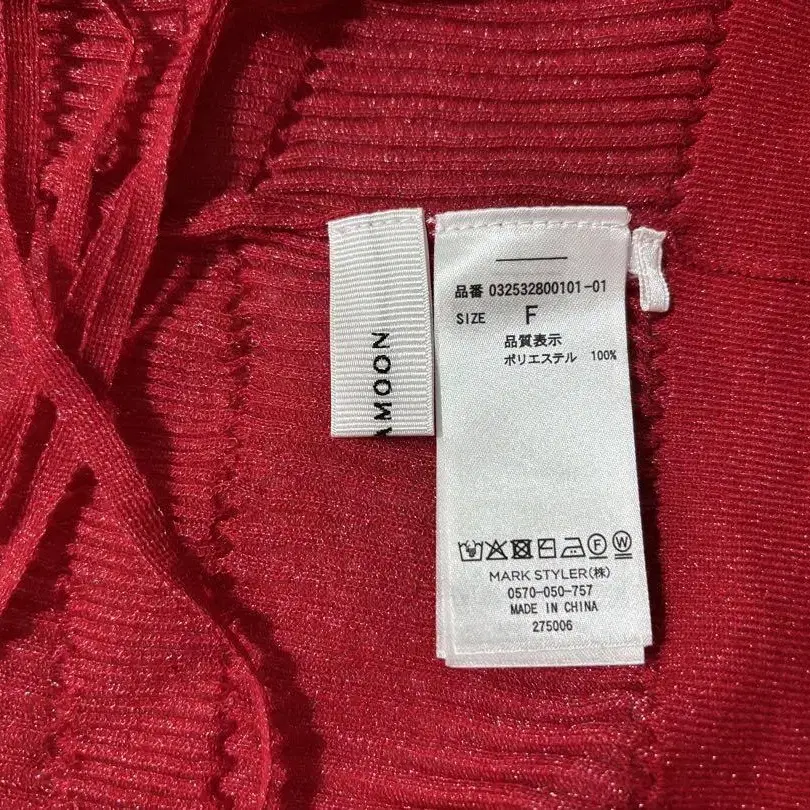 AMOON
品番 032532800101-01
SIZE F
品質表示
ポリエステル 100%
F W
MARK STYLER(株)
0570-050-757
MADE IN CHINA
275006